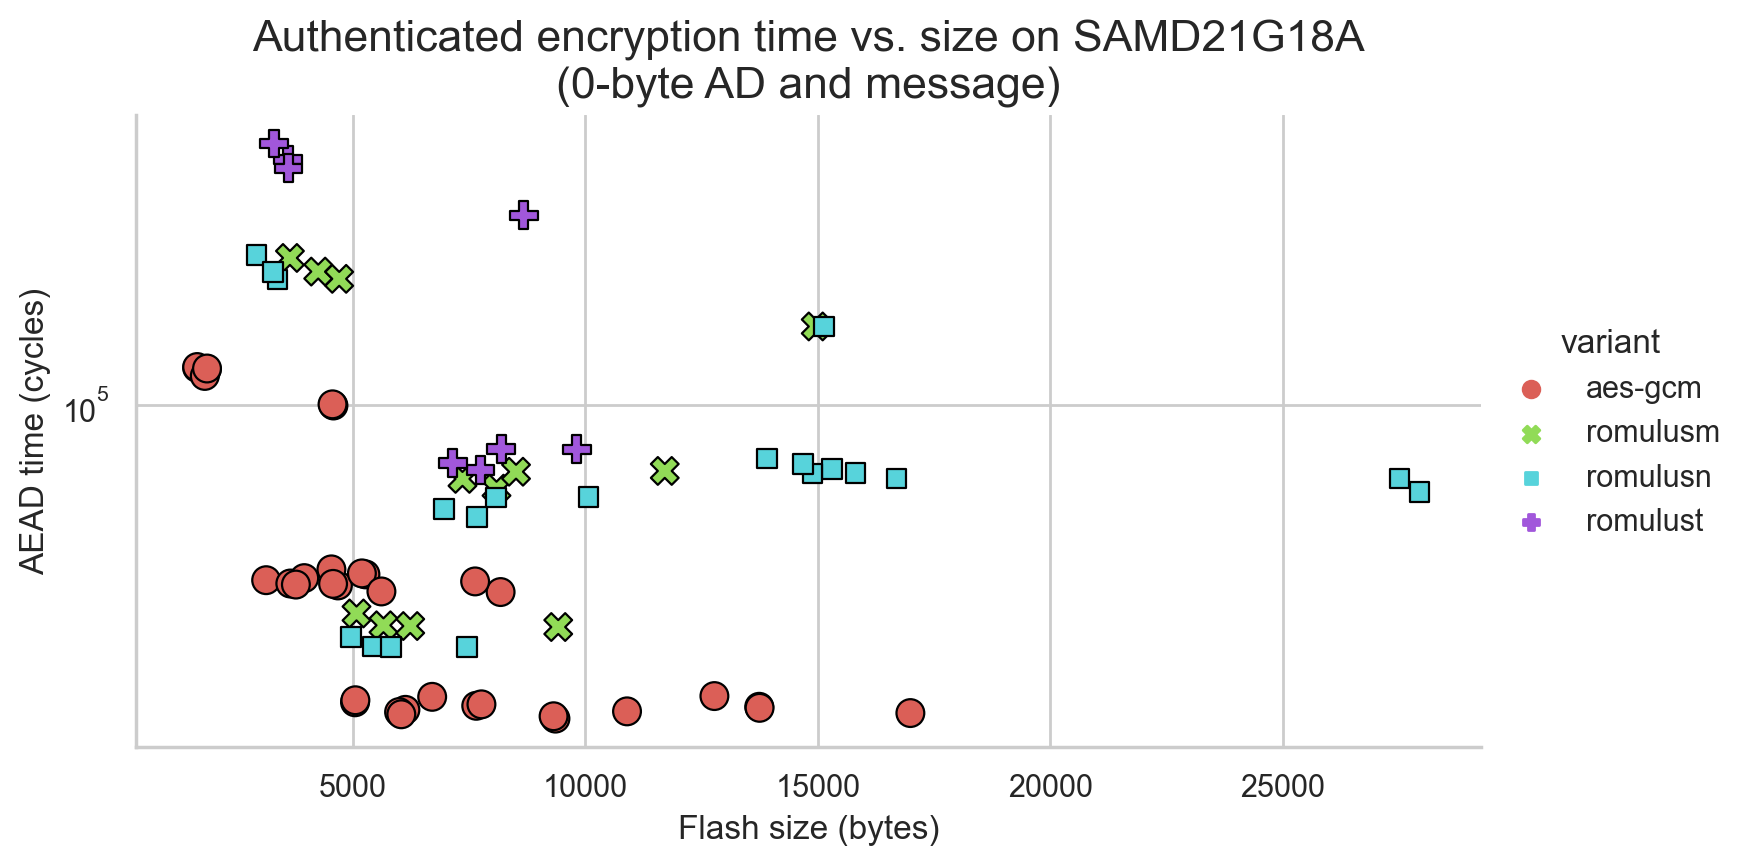 Authenticated encryption time vs. size on SAMD21G18A
(0-byte AD and message)
AEAD time (cycles)
10^5
5000 10000 15000 20000 25000
Flash size (bytes)
variant
aes-gcm
romulusm
romulusn
romulust